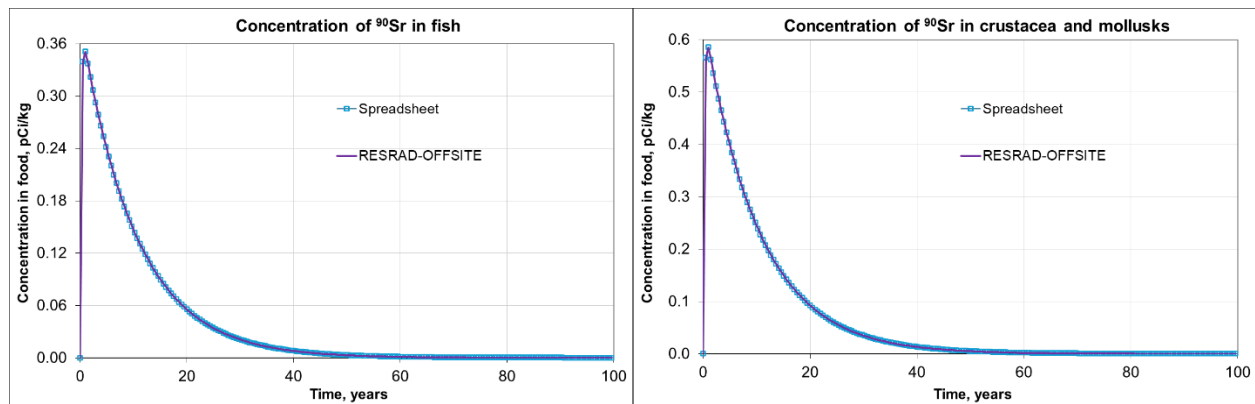 Concentration of ⁹⁰Sr in fish
Concentration in food, pCi/kg
0.36
0.30
0.24
0.18
0.12
0.06
0.00
Spreadsheet
RESRAD-OFFSITE
0 20 40 60 80 100
Time, years
Concentration of ⁹⁰Sr in crustacea and mollusks
Concentration in food, pCi/kg
0.6
0.5
0.4
0.3
0.2
0.1
0.0
Spreadsheet
RESRAD-OFFSITE
0 20 40 60 80 100
Time, years